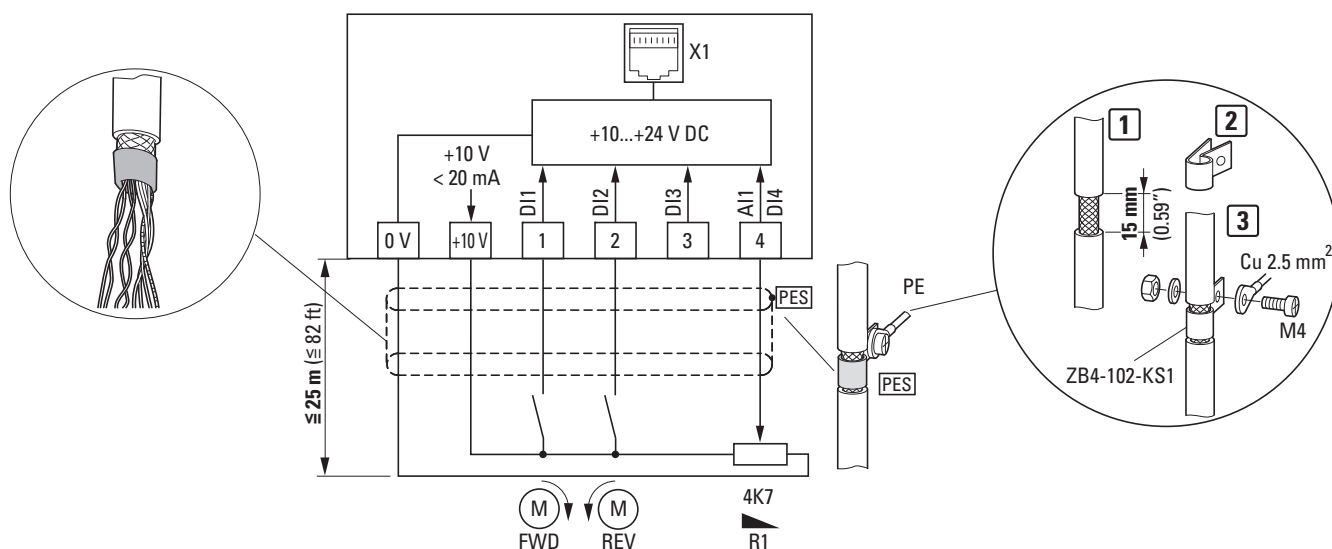 X1
+10...+24 V DC
+10 V
< 20 mA
DI1
DI2
DI3
AI1
DI4
0 V
+10 V
1
2
3
4
≦ 25 m (≦ 82 ft)
PES
M
FWD
M
REV
4K7
R1
PE
PES
1
2
15 mm
(0.59″)
3
Cu 2.5 mm²
M4
ZB4-102-KS1